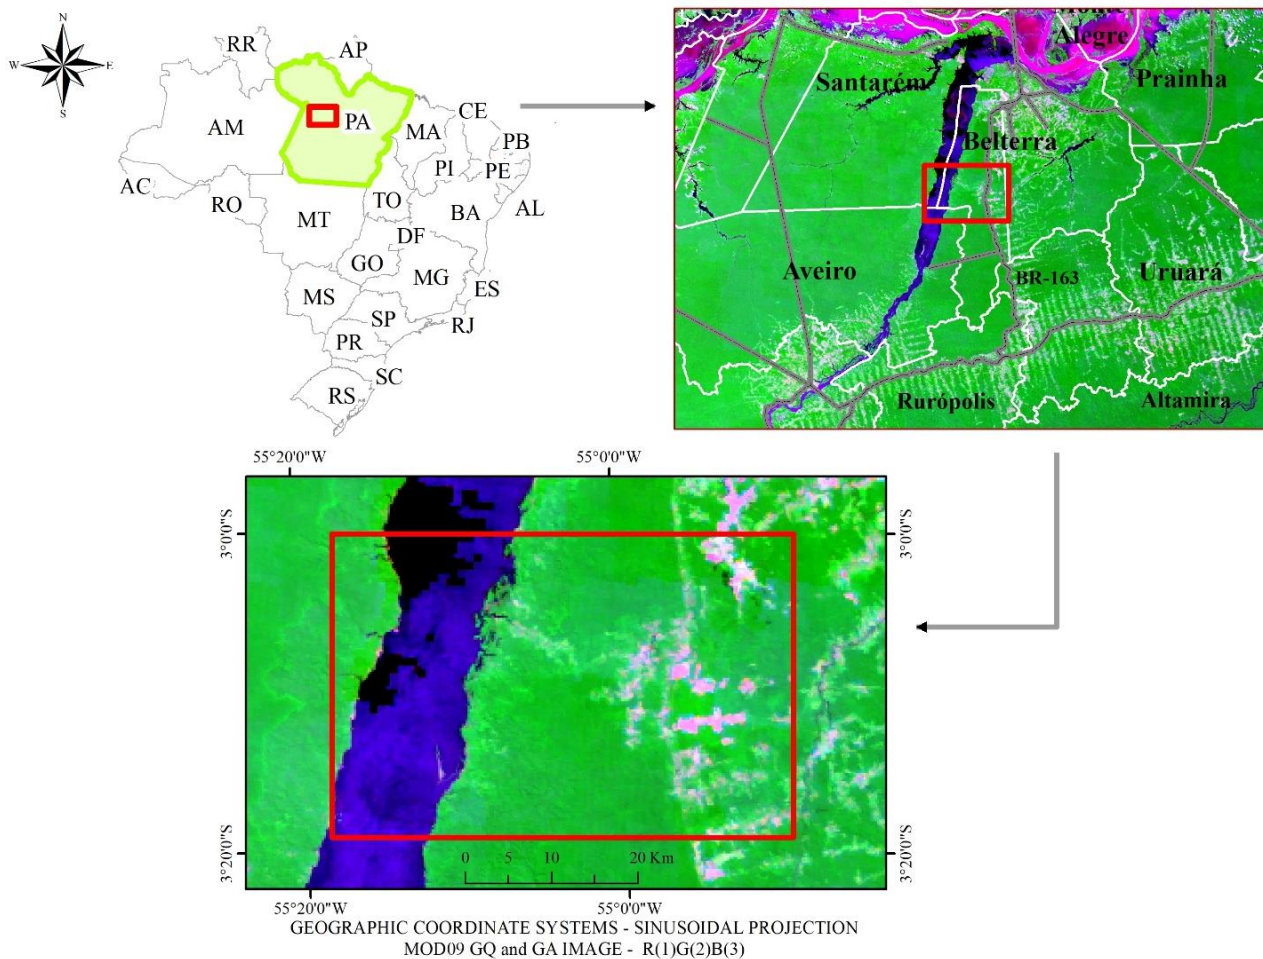 N
W
E
S
RR
AP
AM
PA
MA
CE
PB
PI
PE
AC
RO
TO
MT
BA
AL
DF
GO
MG
ES
MS
SP
RJ
PR
SC
RS
Monte
Alegre
Santarém
Prainha
Belterra
Aveiro
BR-163
Uruará
Rurópolis
Altamira
55°20'0"W
55°0'0"W
3°0'0"S
3°0'0"S
3°20'0"S
3°20'0"S
0 5 10 20 Km
55°20'0"W
55°0'0"W
GEOGRAPHIC COORDINATE SYSTEMS - SINUSOIDAL PROJECTION
MOD09 GQ and GA IMAGE - R(1)G(2)B(3)